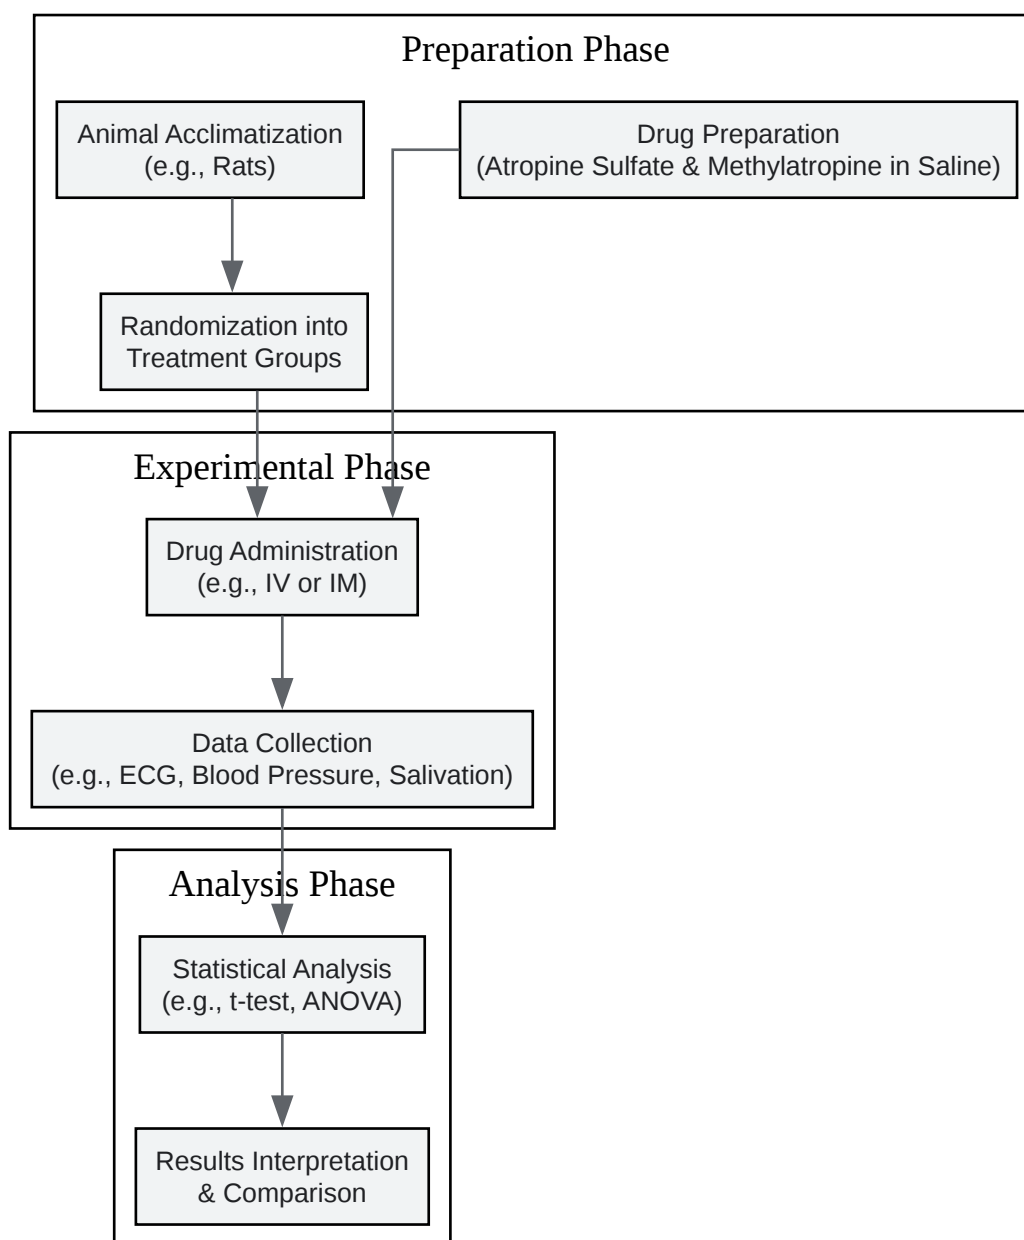 Preparation Phase
Animal Acclimatization
(e.g., Rats)
Drug Preparation
(Atropine Sulfate & Methylatropine in Saline)
Randomization into
Treatment Groups
Experimental Phase
Drug Administration
(e.g., IV or IM)
Data Collection
(e.g., ECG, Blood Pressure, Salivation)
Analysis Phase
Statistical Analysis
(e.g., t-test, ANOVA)
Results Interpretation
& Comparison